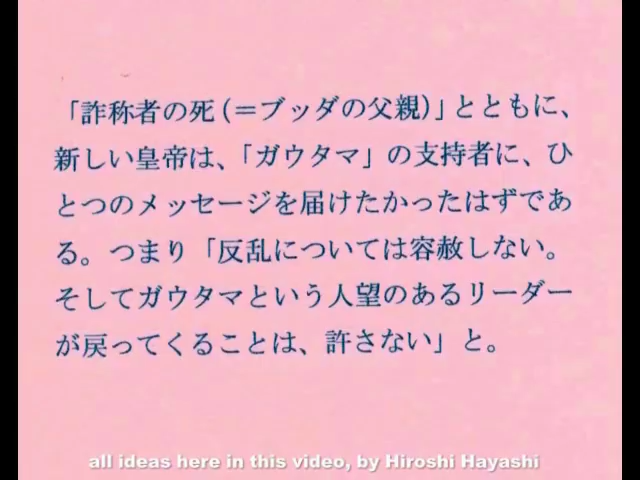 「詐称者の死(＝ブッダの父親)」とともに、
新しい皇帝は、「ガウタマ」の支持者に、ひ
とつのメッセージを届けたかったはずであ
る。つまり「反乱については容赦しない。
そしてガウタマという人望のあるリーダー
が戻ってくることは、許さない」と。
all ideas here in this video, by Hiroshi Hayashi